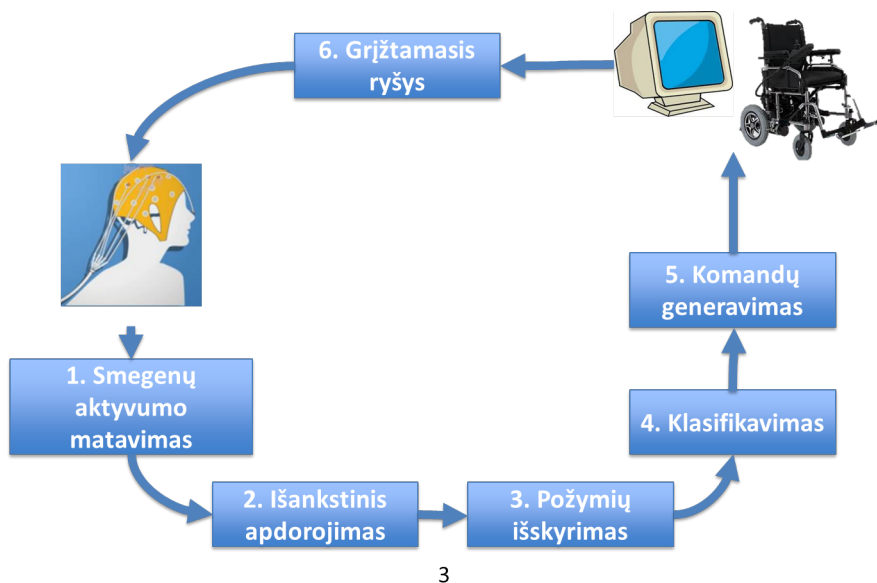 6. Grįžtamasis
ryšys
5. Komandų
generavimas
1. Smegenų
aktyvumo
matavimas
4. Klasifikavimas
2. Išankstinis
apdorojimas
3. Požymių
išskyrimas
3